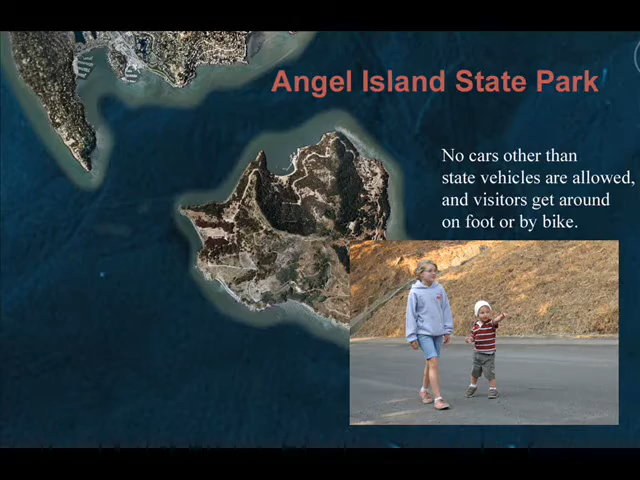 Angel Island State Park
No cars other than
state vehicles are allowed,
and visitors get around
on foot or by bike.